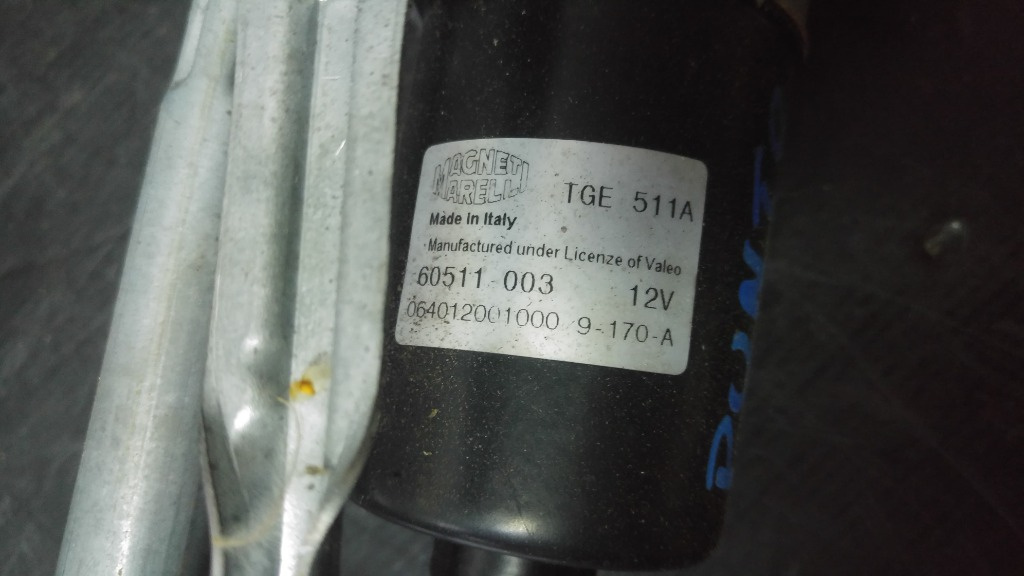 MAGNETI
MARELLI
TGE 511A
Made in Italy
Manufactured under Licenze of Valeo
60511 003
12V
064012001000 9-170-A